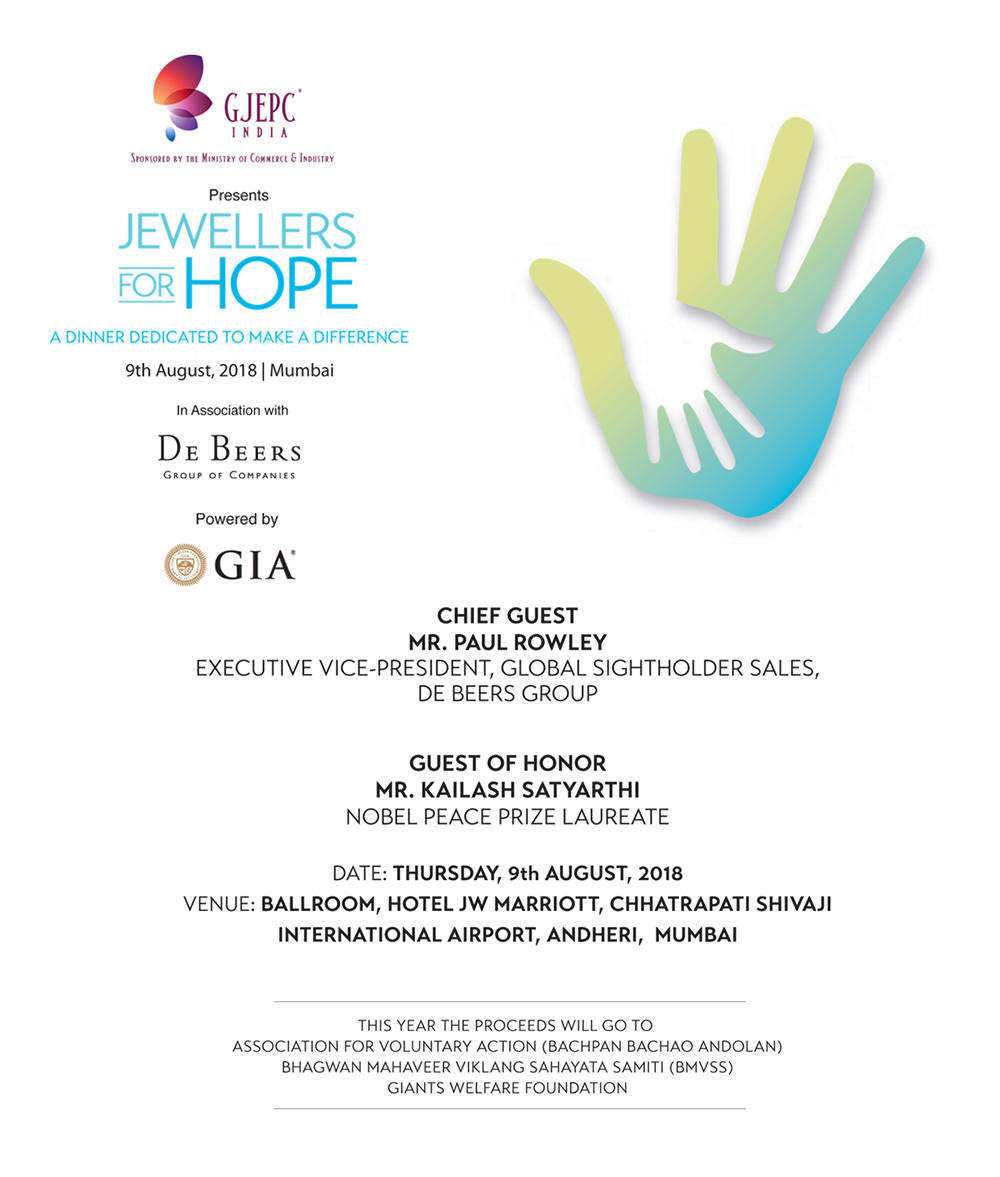 GJEPC®
INDIA
SPONSORED BY THE MINISTRY OF COMMERCE & INDUSTRY
Presents
JEWELLERS
FOR HOPE
A DINNER DEDICATED TO MAKE A DIFFERENCE
9th August, 2018 | Mumbai
In Association with
DE BEERS
GROUP OF COMPANIES
Powered by
GIA®
CHIEF GUEST
MR. PAUL ROWLEY
EXECUTIVE VICE-PRESIDENT, GLOBAL SIGHTHOLDER SALES,
DE BEERS GROUP
GUEST OF HONOR
MR. KAILASH SATYARTHI
NOBEL PEACE PRIZE LAUREATE
DATE: THURSDAY, 9th AUGUST, 2018
VENUE: BALLROOM, HOTEL JW MARRIOTT, CHHATRAPATI SHIVAJI
INTERNATIONAL AIRPORT, ANDHERI, MUMBAI
THIS YEAR THE PROCEEDS WILL GO TO
ASSOCIATION FOR VOLUNTARY ACTION (BACHPAN BACHAO ANDOLAN)
BHAGWAN MAHAVEER VIKLANG SAHAYATA SAMITI (BMVSS)
GIANTS WELFARE FOUNDATION